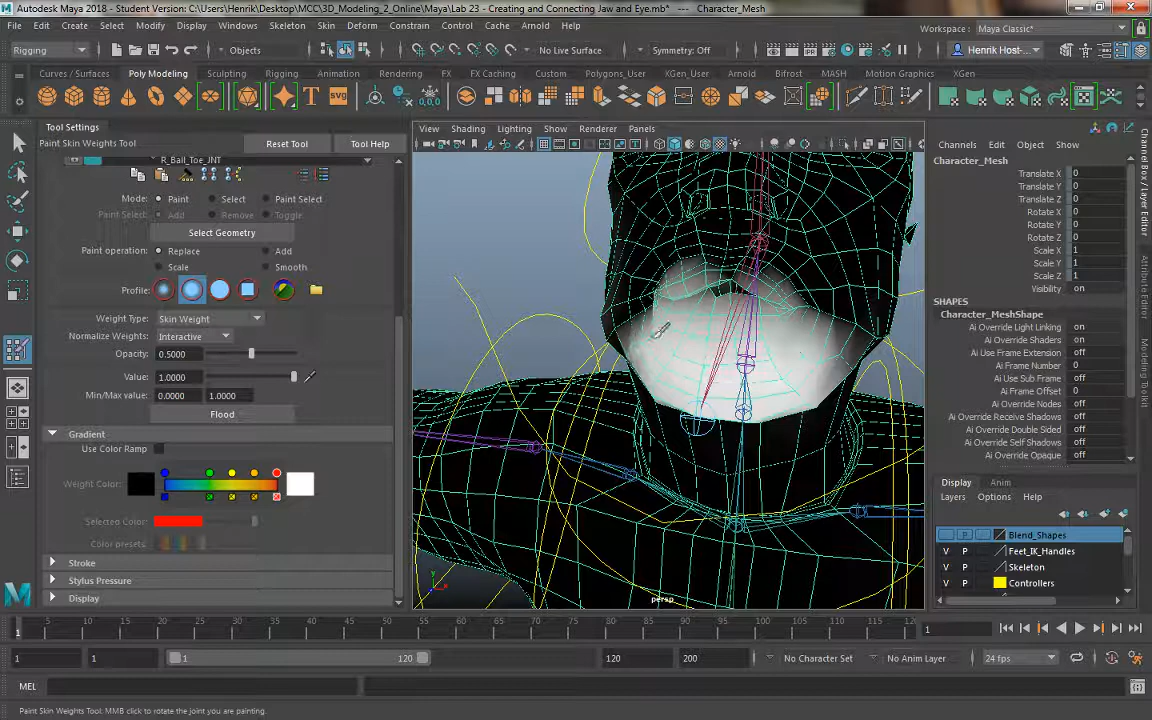 Autodesk Maya 2018 - Student Version: C:\Users\Henrik\Desktop\MCC\3D_Modeling_2_Online\Maya\Lab 23 - Creating and Connecting Jaw and Eye.mb* --- Character_Mesh
File Edit Create Select Modify Display Windows Skeleton Skin Deform Constrain Control Cache Arnold Help
Workspace : Maya Classic*
Rigging Objects No Live Surface Symmetry: Off Henrik Host-...
Curves / Surfaces Poly Modeling Sculpting Rigging Animation Rendering FX FX Caching Custom Polygons_User XGen_User Arnold Bifrost MASH Motion Graphics XGen
T SVG 0,0,0
Tool Settings
Paint Skin Weights Tool Reset Tool Tool Help
R_Ball_Toe_JNT
Mode: Paint Select Paint Select
Paint Select: Add Remove Toggle
Select Geometry
Paint operation: Replace Add
Scale Smooth
Profile:
Weight Type: Skin Weight
Normalize Weights: Interactive
Opacity: 0.5000
Value: 1.0000
Min/Max value: 0.0000 1.0000
Flood
Gradient
Use Color Ramp
Weight Color:
Selected Color:
Color presets:
Stroke
Stylus Pressure
Display
View Shading Lighting Show Renderer Panels
persp
Channels Edit Object Show
Character_Mesh
Translate X 0
Translate Y 0
Translate Z 0
Rotate X 0
Rotate Y 0
Rotate Z 0
Scale X 1
Scale Y 1
Scale Z 1
Visibility on
SHAPES
Character_MeshShape
Ai Override Light Linking on
Ai Override Shaders on
Ai Use Frame Extension off
Ai Frame Number 0
Ai Use Sub Frame off
Ai Frame Offset 0
Ai Override Nodes off
Ai Override Receive Shadows off
Ai Override Double Sided off
Ai Override Self Shadows off
Ai Override Opaque off
Display Anim
Layers Options Help
P Blend_Shapes
V P Feet_IK_Handles
V P Skeleton
V P Controllers
Channel Box / Layer Editor
Attribute Editor
Modeling Toolkit
5 10 15 20 25 30 35 40 45 50 55 60 65 70 75 80 85 90 95 100 105 110 115 120
1
1
1 1 1 120 120 200 No Character Set No Anim Layer 24 fps
MEL
Paint Skin Weights Tool: MMB click to rotate the joint you are painting.